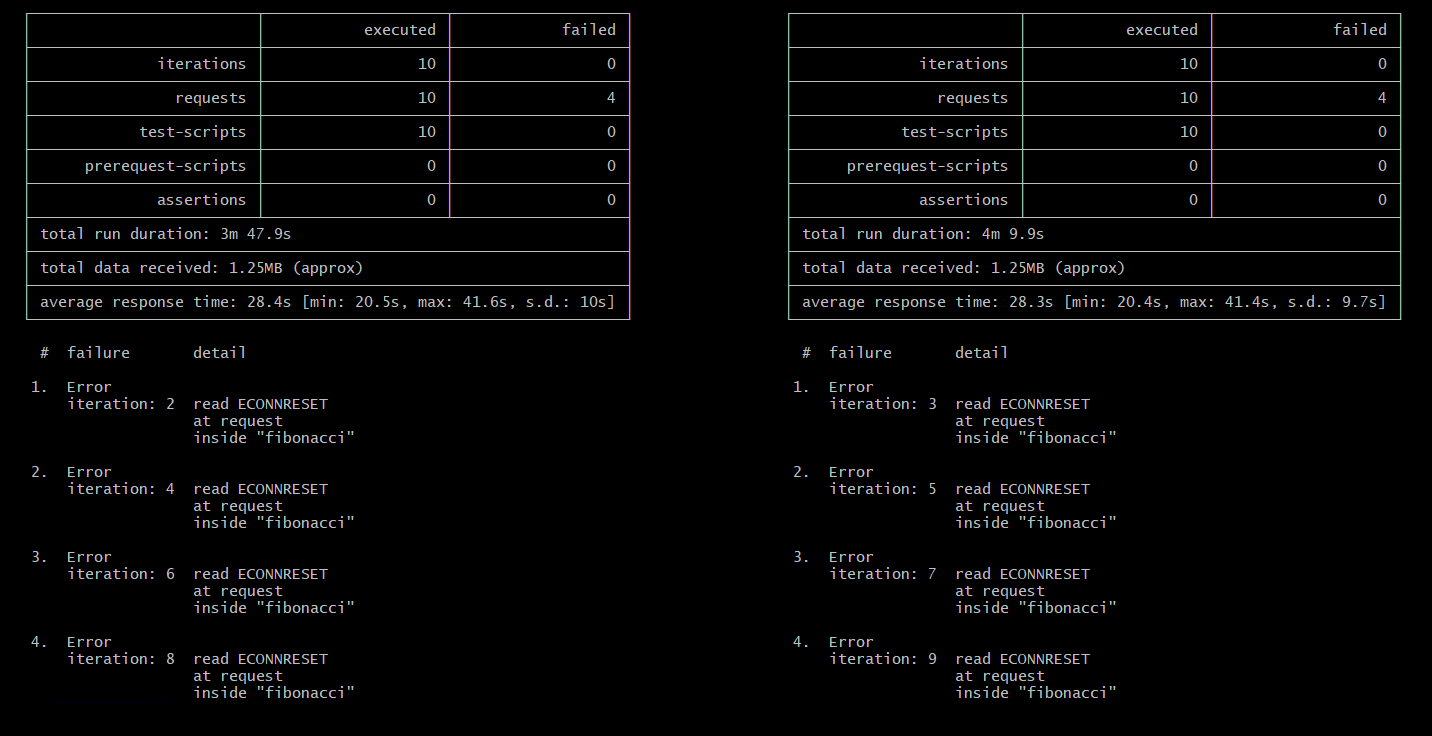 executed failed
iterations 10 0
requests 10 4
test-scripts 10 0
prerequest-scripts 0 0
assertions 0 0
total run duration: 3m 47.9s
total data received: 1.25MB (approx)
average response time: 28.4s [min: 20.5s, max: 41.6s, s.d.: 10s]
# failure detail
1. Error
iteration: 2 read ECONNRESET
at request
inside "fibonacci"
2. Error
iteration: 4 read ECONNRESET
at request
inside "fibonacci"
3. Error
iteration: 6 read ECONNRESET
at request
inside "fibonacci"
4. Error
iteration: 8 read ECONNRESET
at request
inside "fibonacci"
executed failed
iterations 10 0
requests 10 4
test-scripts 10 0
prerequest-scripts 0 0
assertions 0 0
total run duration: 4m 9.9s
total data received: 1.25MB (approx)
average response time: 28.3s [min: 20.4s, max: 41.4s, s.d.: 9.7s]
# failure detail
1. Error
iteration: 3 read ECONNRESET
at request
inside "fibonacci"
2. Error
iteration: 5 read ECONNRESET
at request
inside "fibonacci"
3. Error
iteration: 7 read ECONNRESET
at request
inside "fibonacci"
4. Error
iteration: 9 read ECONNRESET
at request
inside "fibonacci"